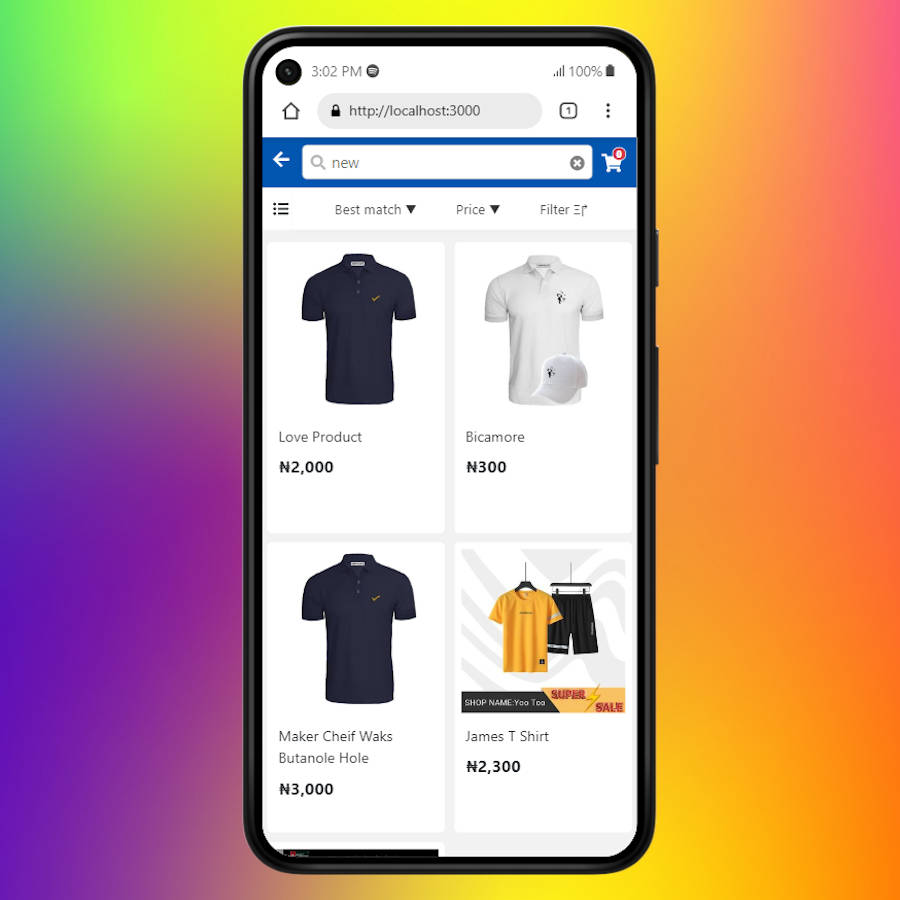 3:02 PM
100%
http://localhost:3000
1
new
0
Best match ▼
Price ▼
Filter
Love Product
₦2,000
Bicamore
₦300
Maker Cheif Waks
Butanole Hole
₦3,000
SHOP NAME:Yoo Too
SUPER
SALE
James T Shirt
₦2,300